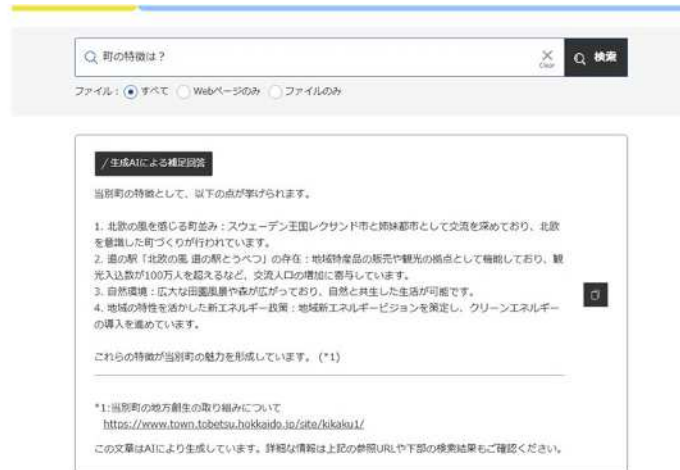 町の特徴は？
Clear
検索
ファイル： すべて Webページのみ ファイルのみ
/生成AIによる補足回答
当別町の特徴として、以下の点が挙げられます。
1. 北欧の風を感じる町並み：スウェーデン王国レクサンド市と姉妹都市として交流を深めており、北欧
を意識した町づくりが行われています。
2. 道の駅「北欧の風 道の駅とうべつ」の存在：地域特産品の販売や観光の拠点として機能しており、観
光入込数が100万人を超えるなど、交流人口の増加に寄与しています。
3. 自然環境：広大な田園風景や森が広がっており、自然と共生した生活が可能です。
4. 地域の特性を活かした新エネルギー政策：地域新エネルギービジョンを策定し、クリーンエネルギー
の導入を進めています。
これらの特徴が当別町の魅力を形成しています。 (*1)
*1:当別町の地方創生の取り組みについて
https://www.town.tobetsu.hokkaido.jp/site/kikaku1/
この文章はAIにより生成しています。詳細な情報は上記の参照URLや下部の検索結果もご確認ください。